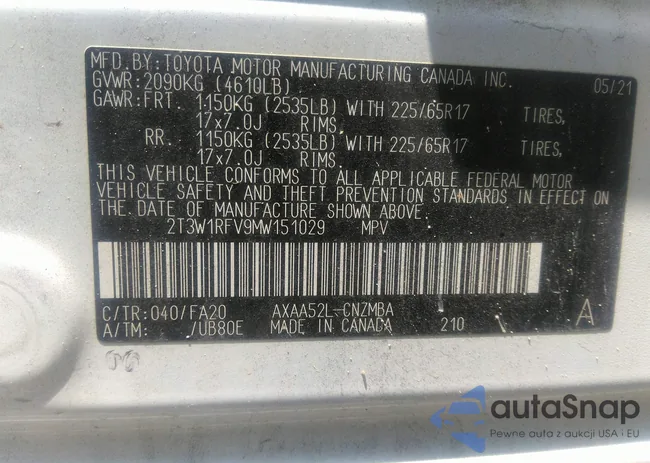 MFD.BY:TOYOTA MOTOR MANUFACTURING CANADA INC. 05/21
GVWR:2090KG (4610LB)
GAWR:FRT. 1150KG (2535LB) WITH 225/65R17 TIRES,
17x7.0J RIMS.
RR. 1150KG (2535LB) WITH 225/65R17 TIRES,
17x7.0J RIMS.
THIS VEHICLE CONFORMS TO ALL APPLICABLE FEDERAL MOTOR
VEHICLE SAFETY AND THEFT PREVENTION STANDARDS IN EFFECT ON
THE DATE OF MANUFACTURE SHOWN ABOVE.
2T3W1RFV9MW151029 MPV
C/TR:040/FA20 AXAA52L-CNZMBA A
A/TM: /UB80E MADE IN CANADA 210
autoSnap
Pewne auta z aukcji USA i EU